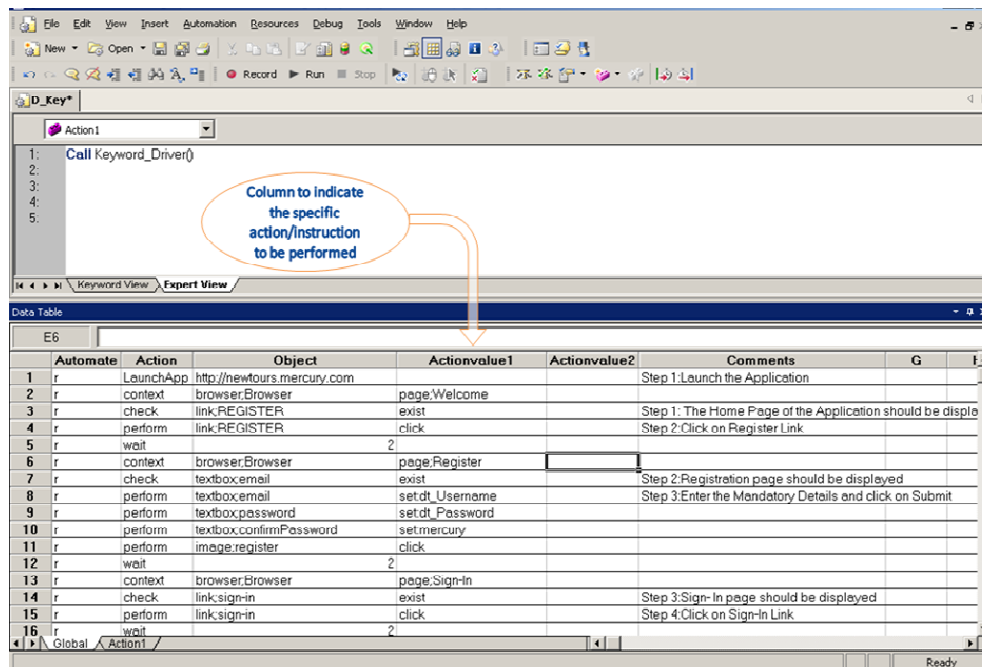 File Edit View Insert Automation Resources Debug Tools Window Help
New Open
Record Run Stop
D_Key*
Action1
1: Call Keyword_Driver()
2:
3:
4:
5:
Column to indicate
the specific
action/instruction
to be performed
Keyword View Expert View
Data Table
E6
Automate Action Object Actionvalue1 Actionvalue2 Comments G H
1 r LaunchApp http://newtours.mercury.com Step 1:Launch the Application
2 r context browser;Browser page;Welcome
3 r check link;REGISTER exist Step 1: The Home Page of the Application should be displa
4 r perform link;REGISTER click Step 2:Click on Register Link
5 r wait 2
6 r context browser;Browser page;Register
7 r check textbox;email exist Step 2:Registration page should be displayed
8 r perform textbox;email set:dt_Username Step 3:Enter the Mandatory Details and click on Submit
9 r perform textbox;password set:dt_Password
10 r perform textbox;confirmPassword set:mercury
11 r perform image;register click
12 r wait 2
13 r context browser;Browser page;Sign-In
14 r check link;sign-in exist Step 3:Sign- In page should be displayed
15 r perform link;sign-in click Step 4:Click on Sign-In Link
16 r wait 2
Global Action1
Ready